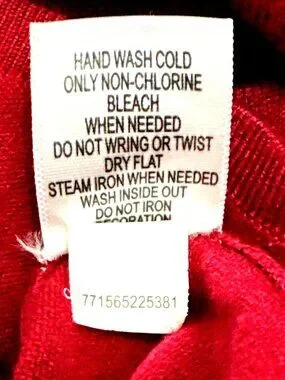 HAND WASH COLD
ONLY NON-CHLORINE
BLEACH
WHEN NEEDED
DO NOT WRING OR TWIST
DRY FLAT
STEAM IRON WHEN NEEDED
WASH INSIDE OUT
DO NOT IRON
DECORATION
771565225381